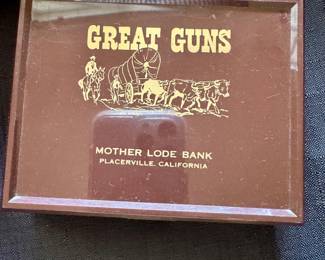 GREAT GUNS
MOTHER LODE BANK
PLACERVILLE, CALIFORNIA